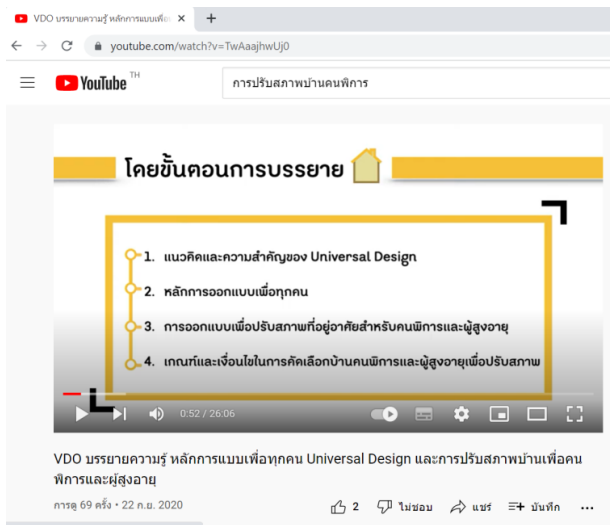 VDO บรรยายความรู้ หลักการแบบเพื่อ
youtube.com/watch?v=TwAaajhwUj0
YouTube TH
การปรับสภาพบ้านคนพิการ
โดยขั้นตอนการบรรยาย
1. แนวคิดและความสำคัญของ Universal Design
2. หลักการออกแบบเพื่อทุกคน
3. การออกแบบเพื่อปรับสภาพที่อยู่อาศัยสำหรับคนพิการและผู้สูงอายุ
4. เกณฑ์และเงื่อนไขในการคัดเลือกบ้านคนพิการและผู้สูงอายุเพื่อปรับสภาพ
0:52 / 26:06
VDO บรรยายความรู้ หลักการแบบเพื่อทุกคน Universal Design และการปรับสภาพบ้านเพื่อคน
พิการและผู้สูงอายุ
การดู 69 ครั้ง • 22 ก.ย. 2020
2 ไม่ชอบ แชร์ บันทึก